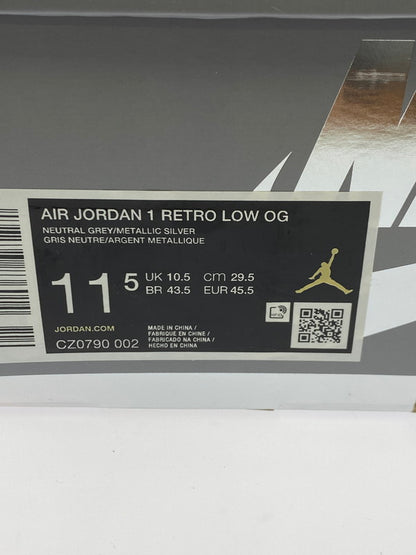 AIR JORDAN 1 RETRO LOW OG
NEUTRAL GREY/METALLIC SILVER
GRIS NEUTRE/ARGENT METALLIQUE
11 5
UK 10.5 cm 29.5
BR 43.5 EUR 45.5
JORDAN.COM
CZ0790 002
MADE IN CHINA /
FABRIQUE EN CHINE /
FABRICADO NA CHINA /
HECHO EN CHINA